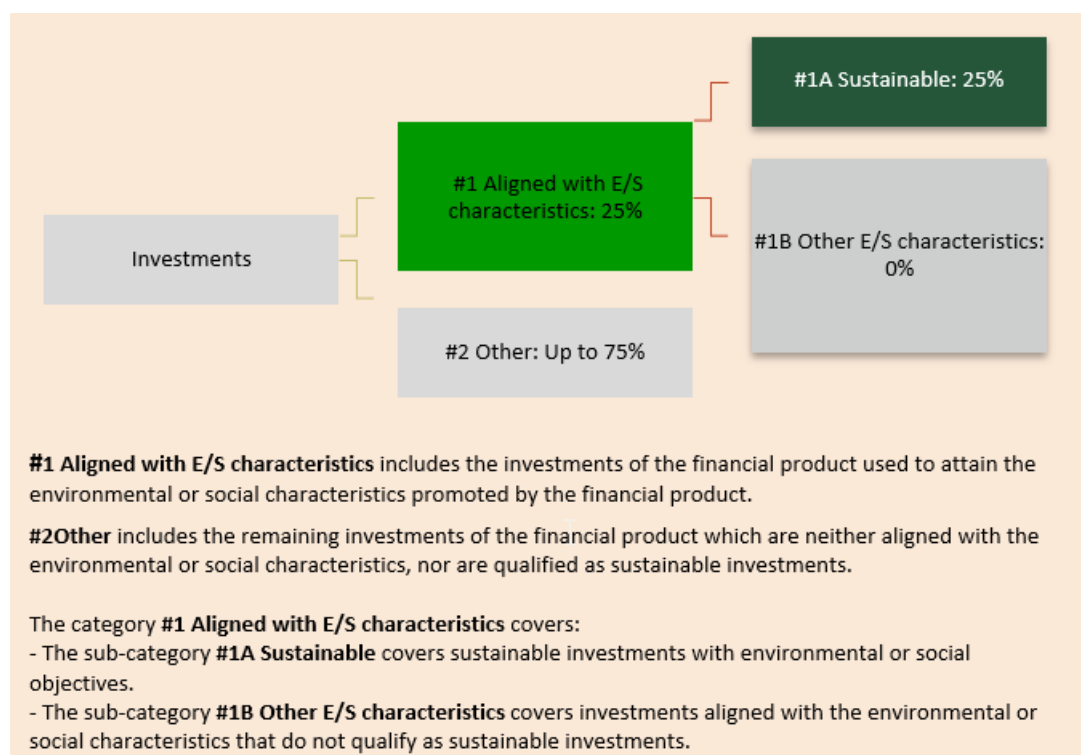 #1A Sustainable: 25%
#1 Aligned with E/S
characteristics: 25%
Investments
#1B Other E/S characteristics:
0%
#2 Other: Up to 75%
#1 Aligned with E/S characteristics includes the investments of the financial product used to attain the
environmental or social characteristics promoted by the financial product.
#2Other includes the remaining investments of the financial product which are neither aligned with the
environmental or social characteristics, nor are qualified as sustainable investments.
The category #1 Aligned with E/S characteristics covers:
- The sub-category #1A Sustainable covers sustainable investments with environmental or social
objectives.
- The sub-category #1B Other E/S characteristics covers investments aligned with the environmental or
social characteristics that do not qualify as sustainable investments.